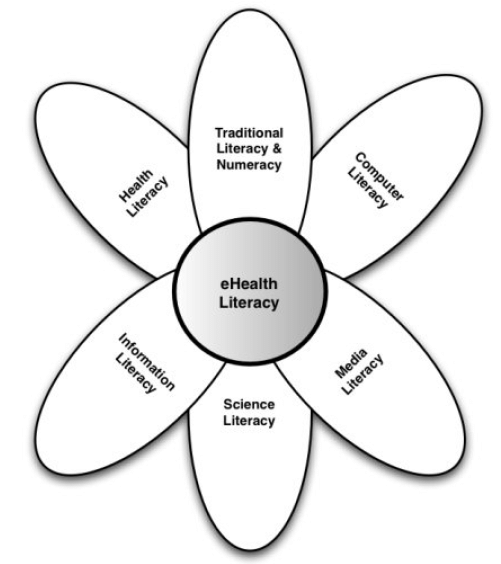 Traditional
Literacy &
Numeracy
Health
Literacy
Computer
Literacy
eHealth
Literacy
Information
Literacy
Media
Literacy
Science
Literacy